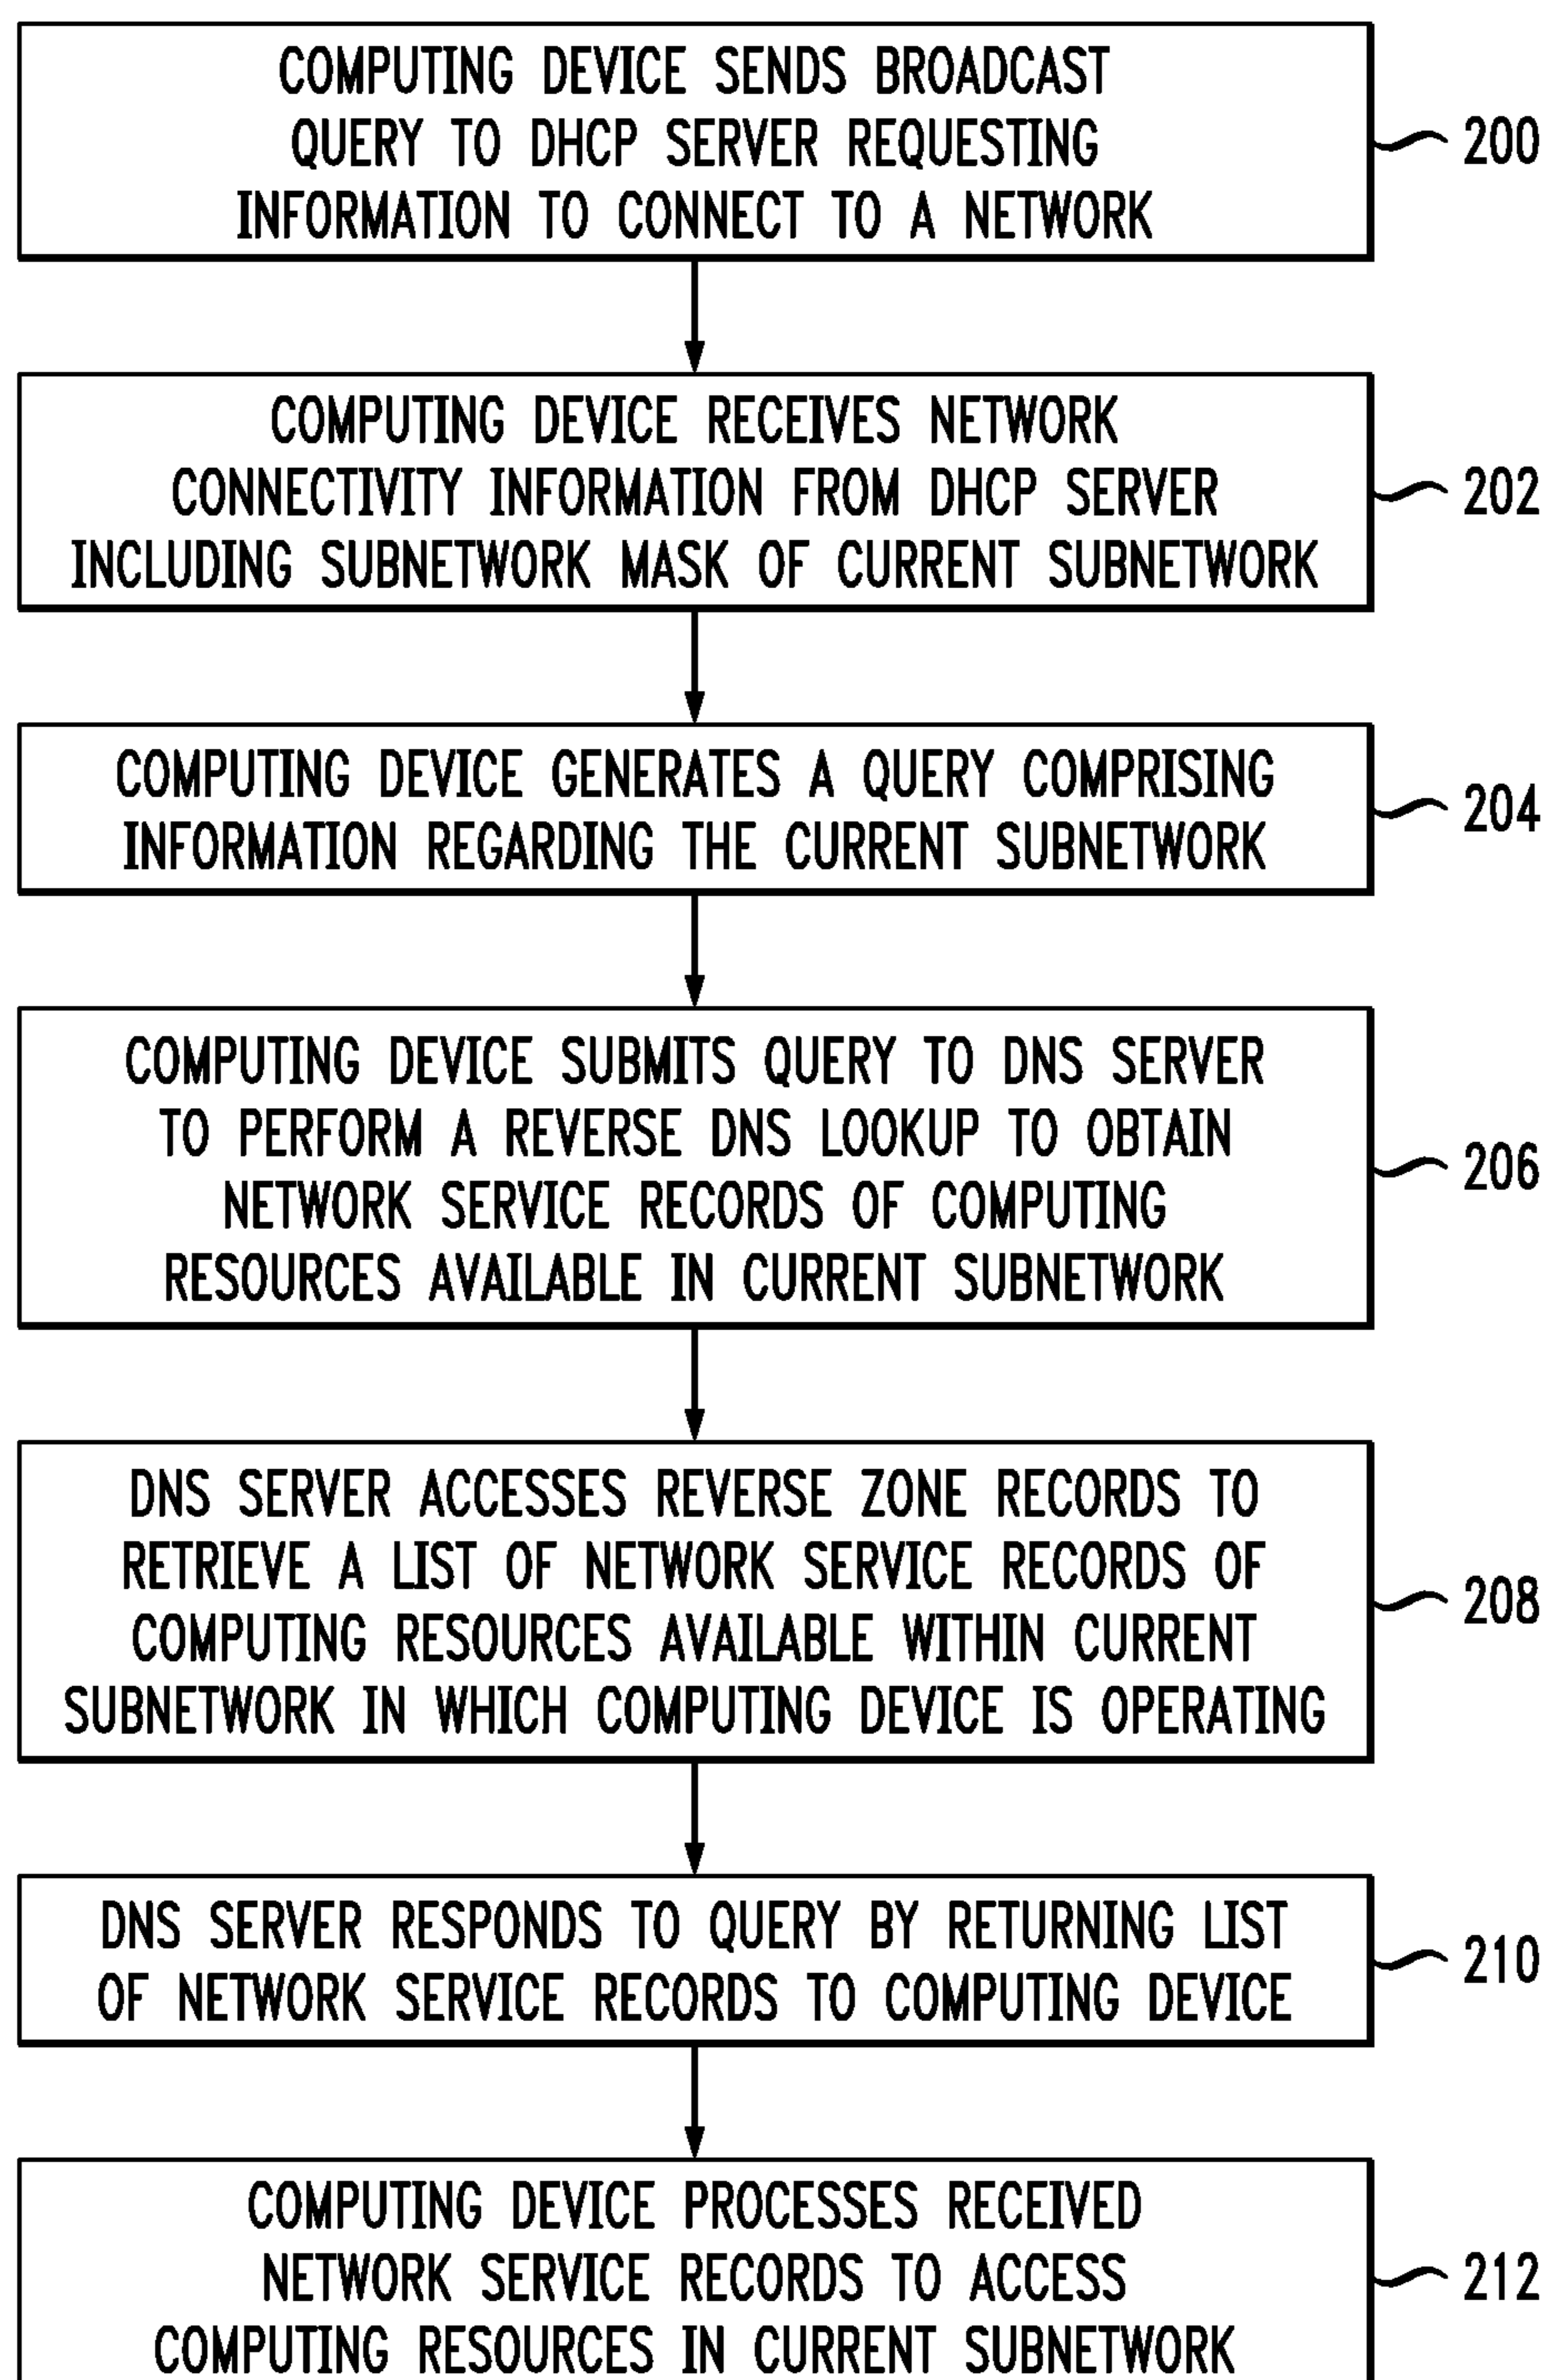 COMPUTING DEVICE SENDS BROADCAST
QUERY TO DHCP SERVER REQUESTING
INFORMATION TO CONNECT TO A NETWORK
200
COMPUTING DEVICE RECEIVES NETWORK
CONNECTIVITY INFORMATION FROM DHCP SERVER
INCLUDING SUBNETWORK MASK OF CURRENT SUBNETWORK
202
COMPUTING DEVICE GENERATES A QUERY COMPRISING
INFORMATION REGARDING THE CURRENT SUBNETWORK
204
COMPUTING DEVICE SUBMITS QUERY TO DNS SERVER
TO PERFORM A REVERSE DNS LOOKUP TO OBTAIN
NETWORK SERVICE RECORDS OF COMPUTING
RESOURCES AVAILABLE IN CURRENT SUBNETWORK
206
DNS SERVER ACCESSES REVERSE ZONE RECORDS TO
RETRIEVE A LIST OF NETWORK SERVICE RECORDS OF
COMPUTING RESOURCES AVAILABLE WITHIN CURRENT
SUBNETWORK IN WHICH COMPUTING DEVICE IS OPERATING
208
DNS SERVER RESPONDS TO QUERY BY RETURNING LIST
OF NETWORK SERVICE RECORDS TO COMPUTING DEVICE
210
COMPUTING DEVICE PROCESSES RECEIVED
NETWORK SERVICE RECORDS TO ACCESS
COMPUTING RESOURCES IN CURRENT SUBNETWORK
212